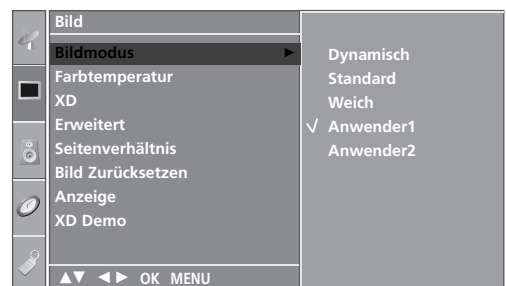 Bild
Bildmodus ►
Farbtemperatur
XD
Erweitert
Seitenverhältnis
Bild Zurücksetzen
Anzeige
XD Demo
▲▼ ◄► OK MENU
Dynamisch
Standard
Weich
√ Anwender1
Anwender2